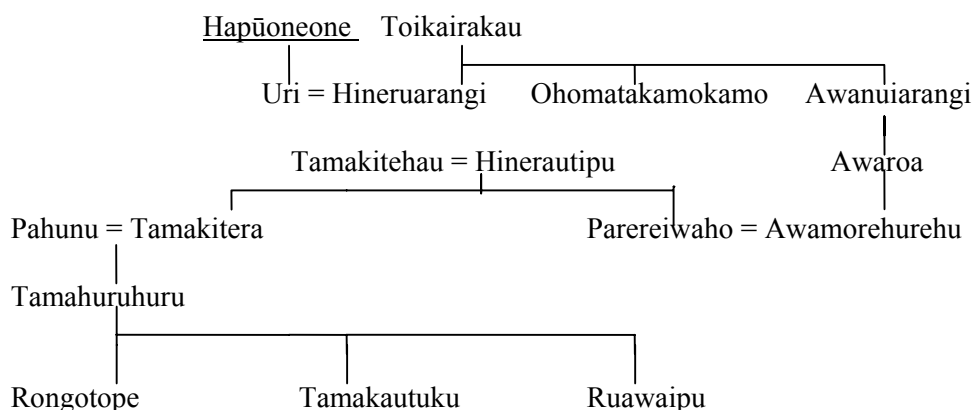 Hapūoneone Toikairakau
Uri = Hineruarangi Ohomatakamokamo Awanuiarangi
Tamakitehau = Hinerautipu Awaroa
Pahunu = Tamakitera Parereiwaho = Awamorehurehu
Tamahuruhuru
Rongotope Tamakautuku Ruawaipu